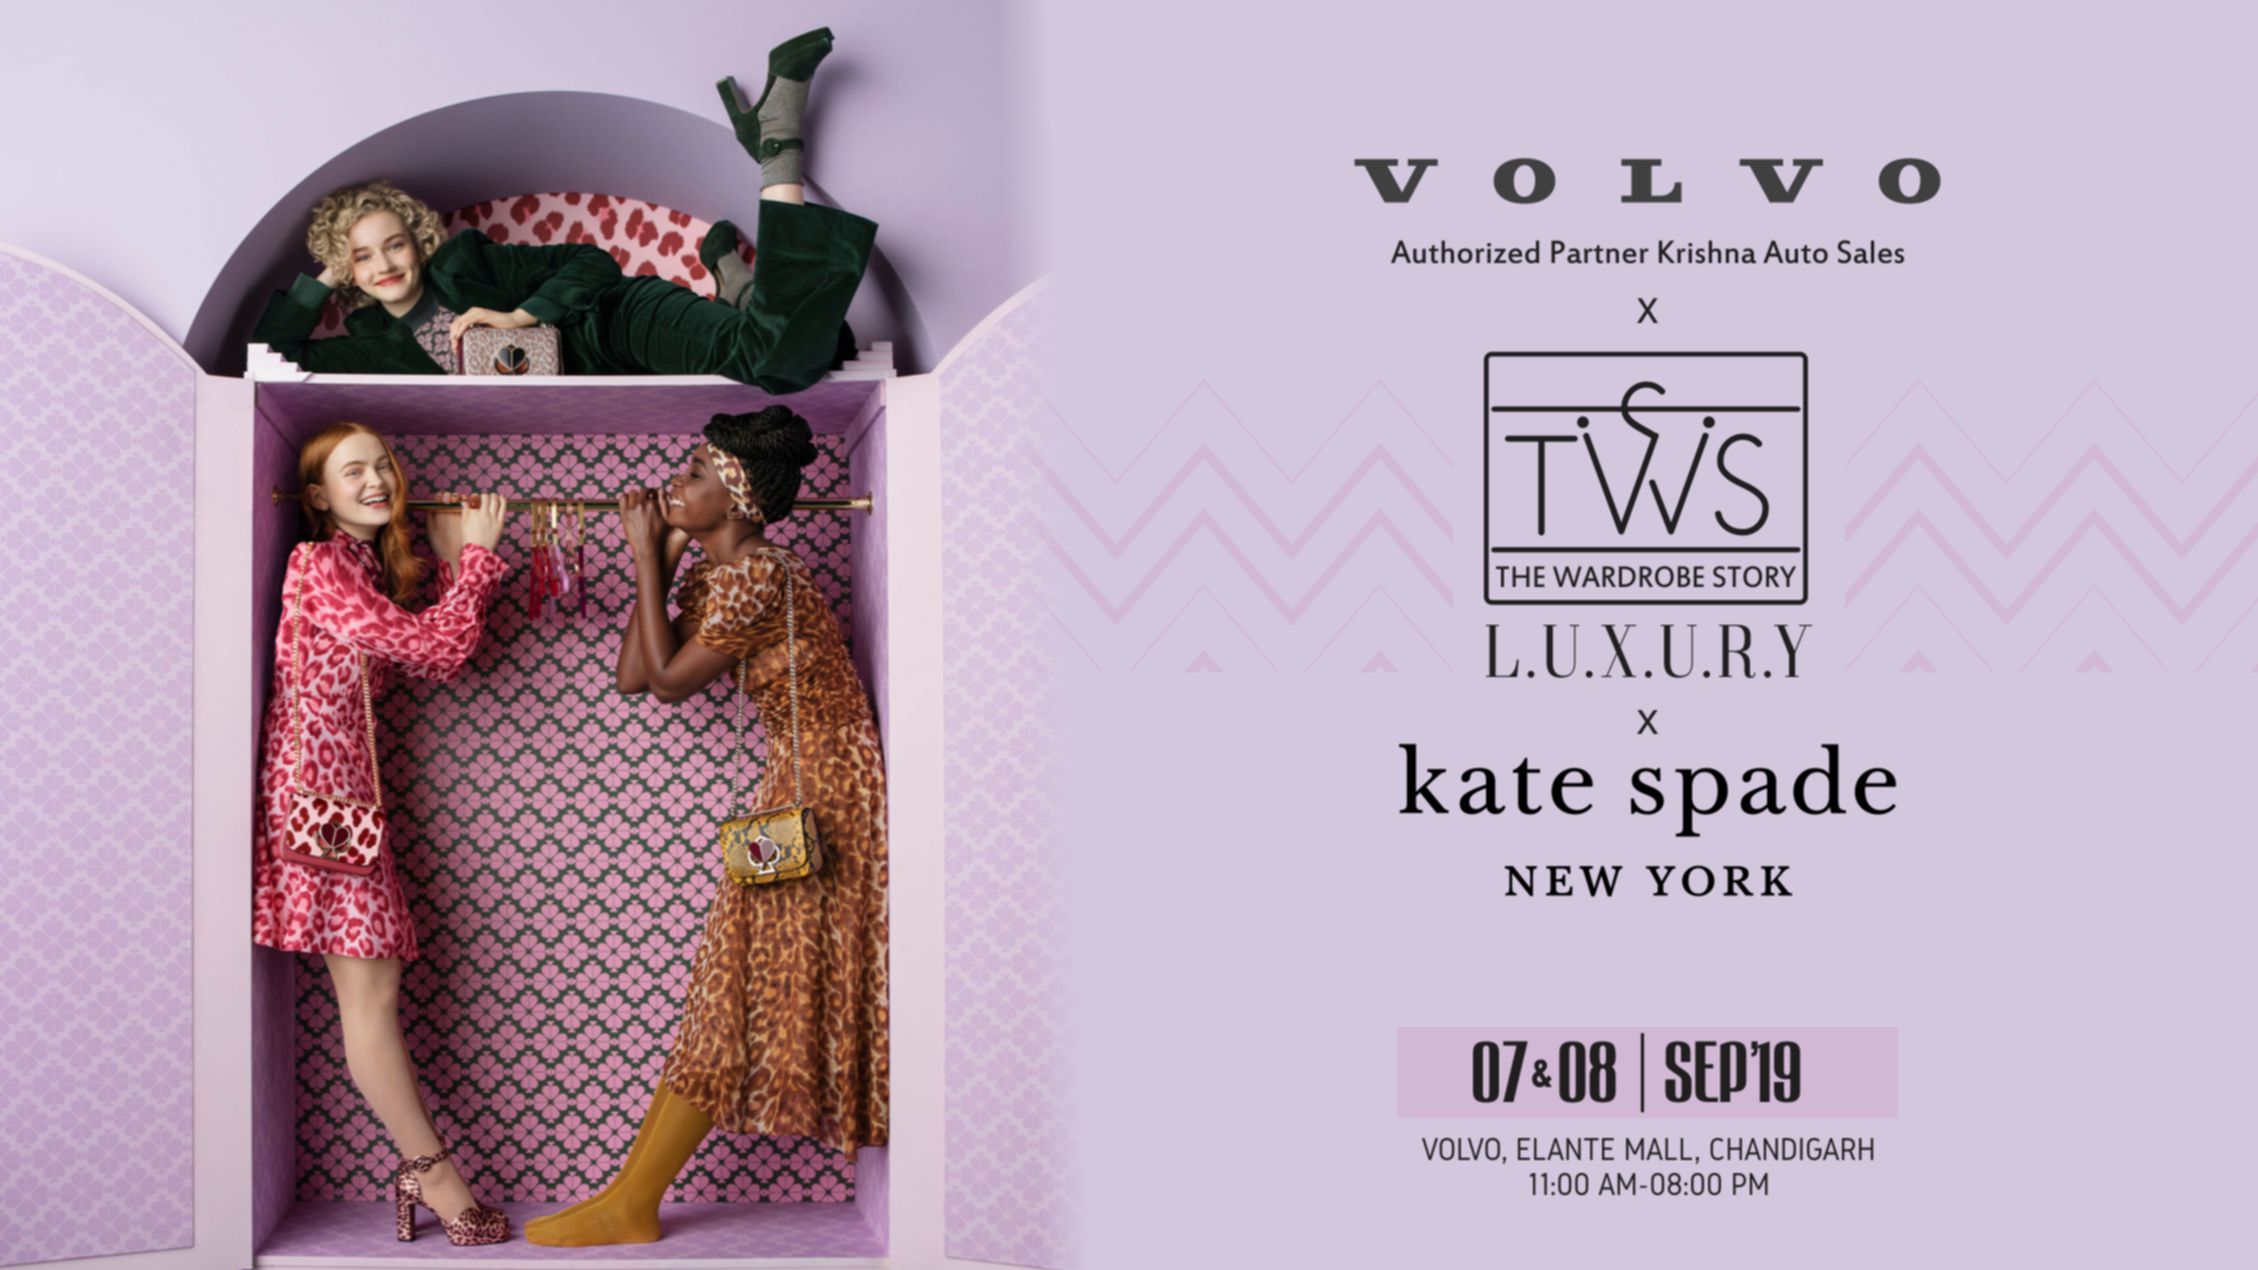 VOLVO
Authorized Partner Krishna Auto Sales
X
TWS
THE WARDROBE STORY
L.U.X.U.R.Y
X
kate spade
NEW YORK
07 & 08 | SEP'19
VOLVO, ELANTE MALL, CHANDIGARH
11:00 AM-08:00 PM